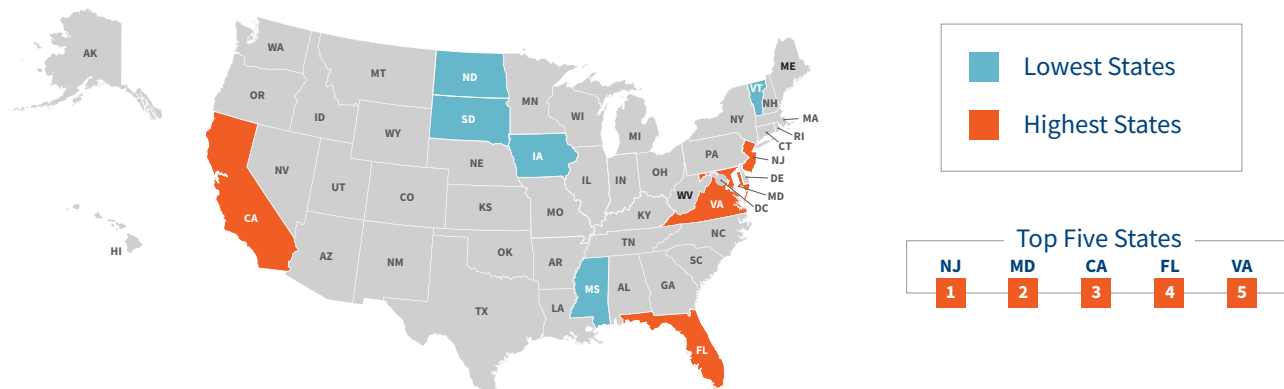 AK
HI
WA
OR
CA
ID
NV
MT
WY
UT
AZ
CO
NM
ND
SD
NE
KS
OK
TX
MN
IA
MO
AR
LA
WI
IL
MS
MI
IN
KY
TN
AL
OH
WV
GA
FL
PA
VA
NC
SC
NY
VT
NH
ME
MA
RI
CT
NJ
DE
MD
DC
Lowest States
Highest States
Top Five States
NJ MD CA FL VA
1 2 3 4 5